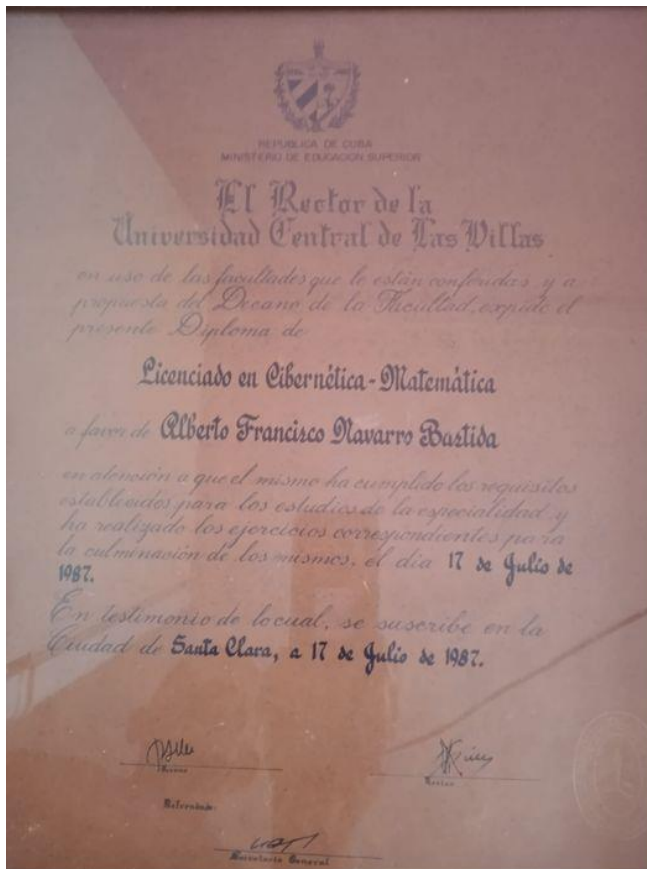 REPUBLICA DE CUBA
MINISTERIO DE EDUCACION SUPERIOR
El Rector de la
Universidad Central de Las Villas
en uso de las facultades que le están conferidas y a
propuesta del Decano de la Facultad, expide el
presente Diploma de
Licenciado en Cibernética-Matemática
a favor de Alberto Francisco Navarro Bastida
en atención a que el mismo ha cumplido los requisitos
establecidos para los estudios de la especialidad y
ha realizado los ejercicios correspondientes para
la culminación de los mismos, el día 17 de Julio de
1987.
En testimonio de lo cual, se suscribe en la
Ciudad de Santa Clara, a 17 de Julio de 1987.
Decano
Rector
Refrendado:
Secretario General